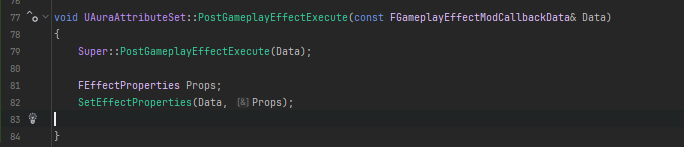 76
77 void UAuraAttributeSet::PostGameplayEffectExecute(const FGameplayEffectModCallbackData& Data)
78 {
79 Super::PostGameplayEffectExecute(Data);
80
81 FEffectProperties Props;
82 SetEffectProperties(Data, [&]Props);
83
84 }